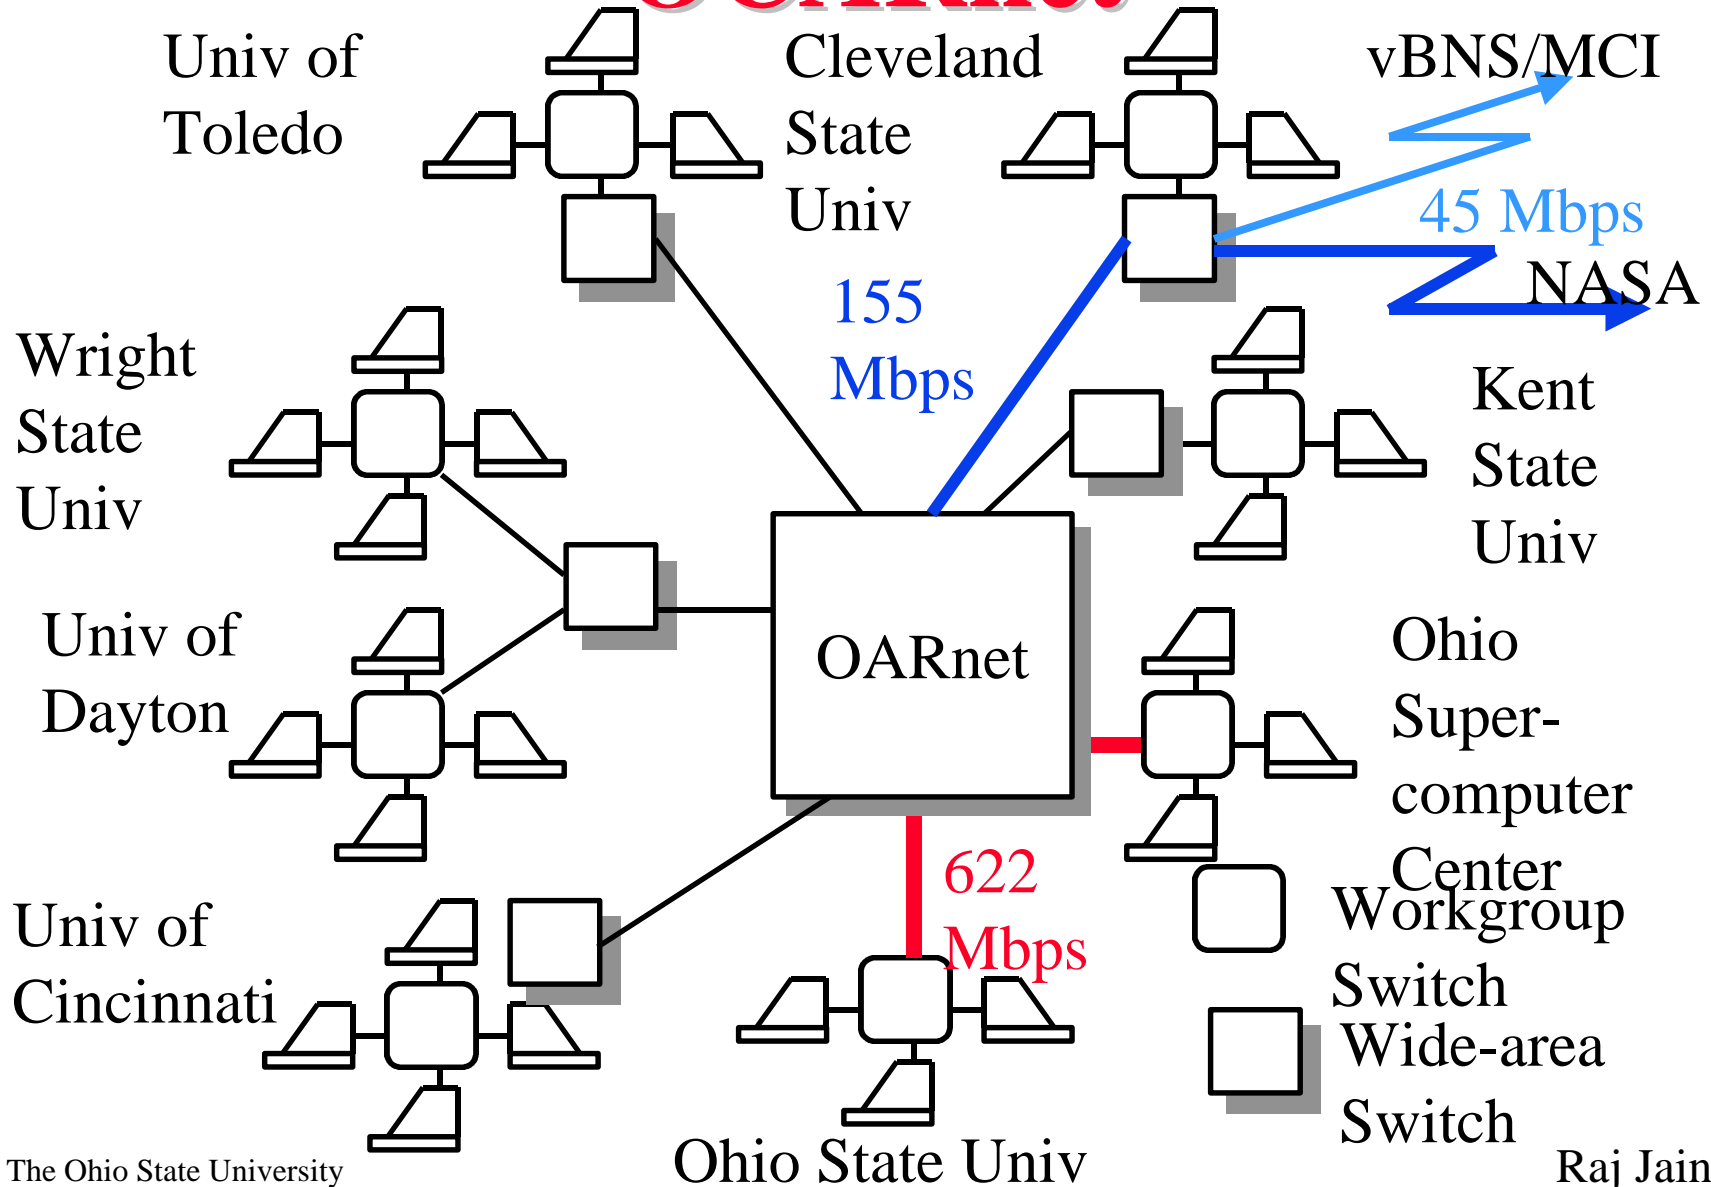 Univ of
Toledo
Cleveland
State
Univ
vBNS/MCI
45 Mbps
NASA
155
Mbps
Wright
State
Univ
Kent
State
Univ
Univ of
Dayton
OARnet
Ohio
Super-
computer
Center
622
Mbps
Univ of
Cincinnati
Workgroup
Switch
Wide-area
Switch
Ohio State Univ
The Ohio State University
Raj Jain